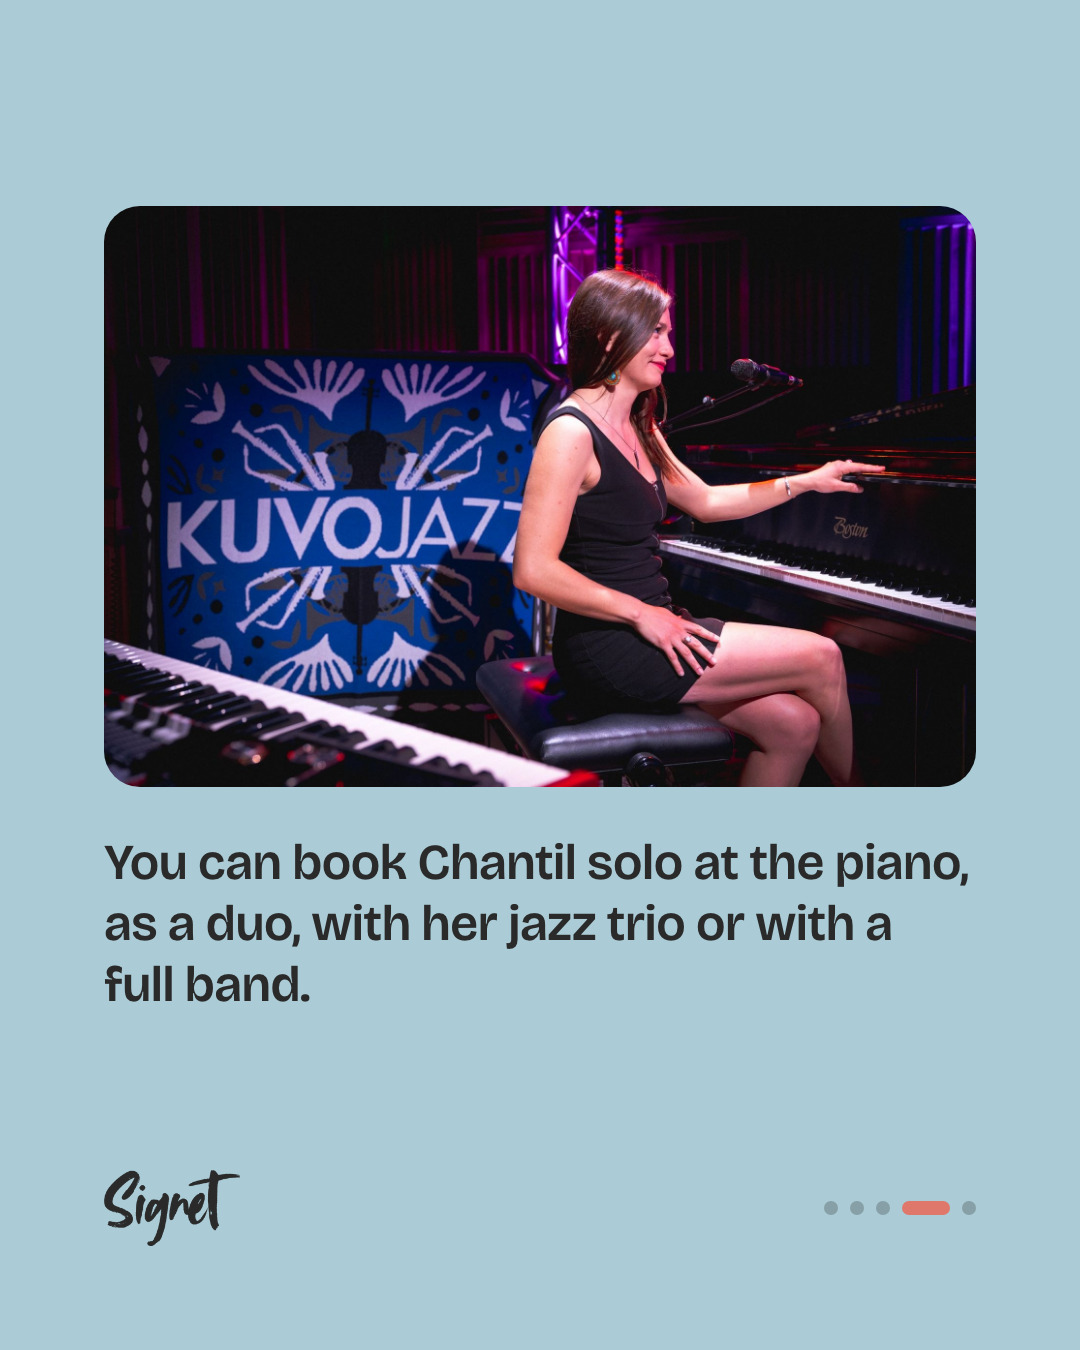 KUVOJAZZ
Boston
You can book Chantil solo at the piano,
as a duo, with her jazz trio or with a
full band.
Signet